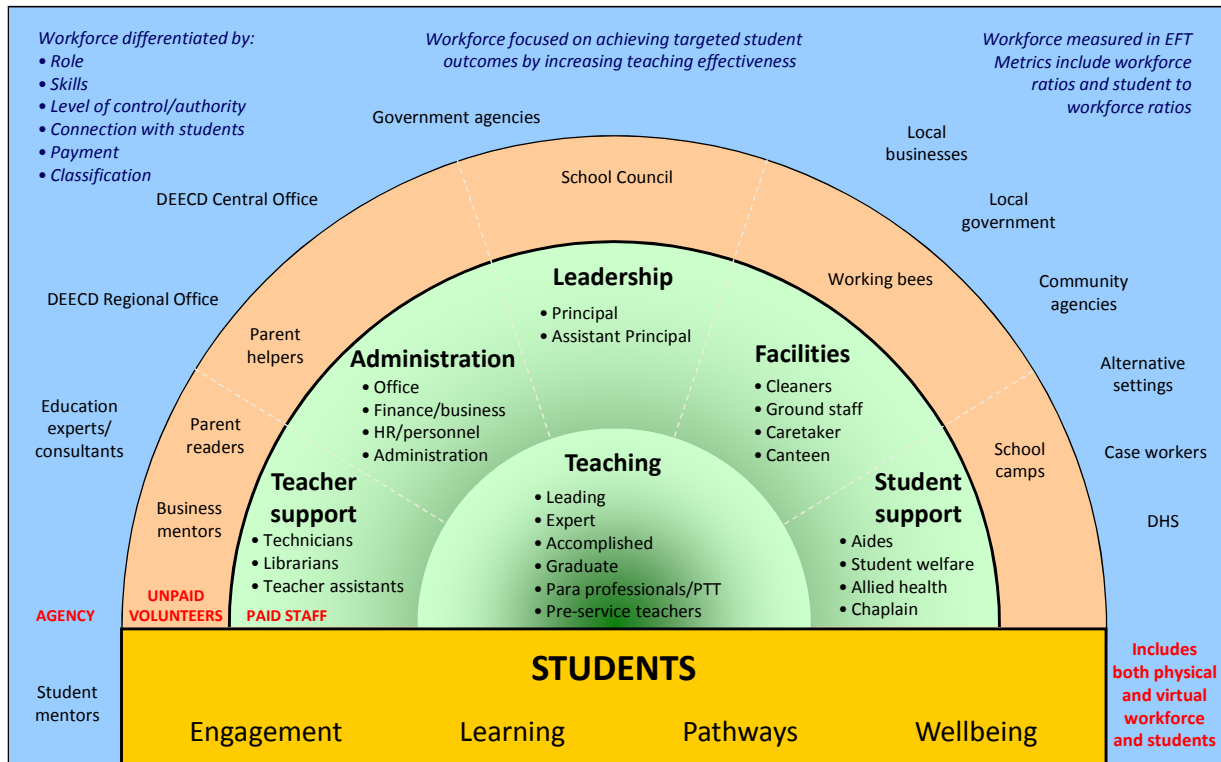 Workforce differentiated by:
• Role
• Skills
• Level of control/authority
• Connection with students
• Payment
• Classification
Workforce focused on achieving targeted student
outcomes by increasing teaching effectiveness
Workforce measured in EFT
Metrics include workforce
ratios and student to
workforce ratios
Government agencies
DEECD Central Office
DEECD Regional Office
Education
experts/
consultants
AGENCY
Student
mentors
Local
businesses
Local
government
Community
agencies
Alternative
settings
Case workers
DHS
School Council
Parent
helpers
Parent
readers
Business
mentors
UNPAID
VOLUNTEERS
Working bees
School
camps
Leadership
• Principal
• Assistant Principal
Administration
• Office
• Finance/business
• HR/personnel
• Administration
Facilities
• Cleaners
• Ground staff
• Caretaker
• Canteen
Teacher
support
• Technicians
• Librarians
• Teacher assistants
PAID STAFF
Teaching
• Leading
• Expert
• Accomplished
• Graduate
• Para professionals/PTT
• Pre-service teachers
Student
support
• Aides
• Student welfare
• Allied health
• Chaplain
STUDENTS
Engagement
Learning
Pathways
Wellbeing
Includes
both physical
and virtual
workforce
and students